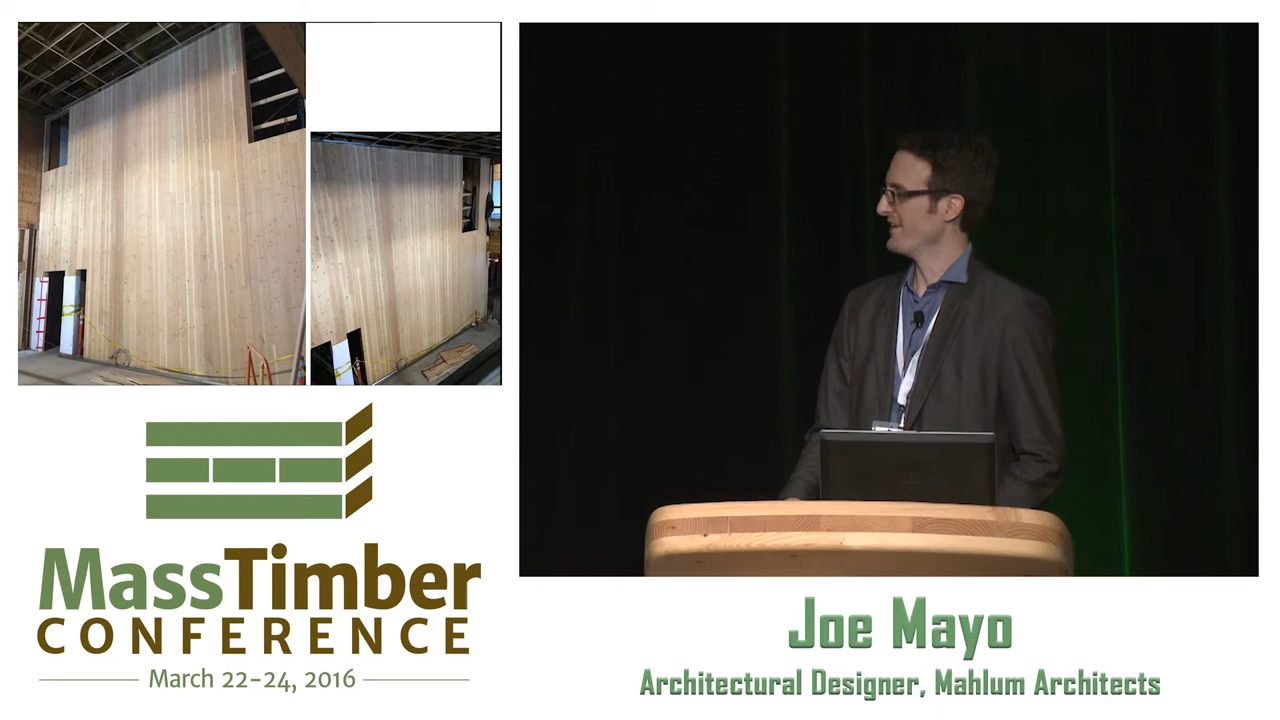 MassTimber
CONFERENCE
March 22-24, 2016
Joe Mayo
Architectural Designer, Mahlum Architects